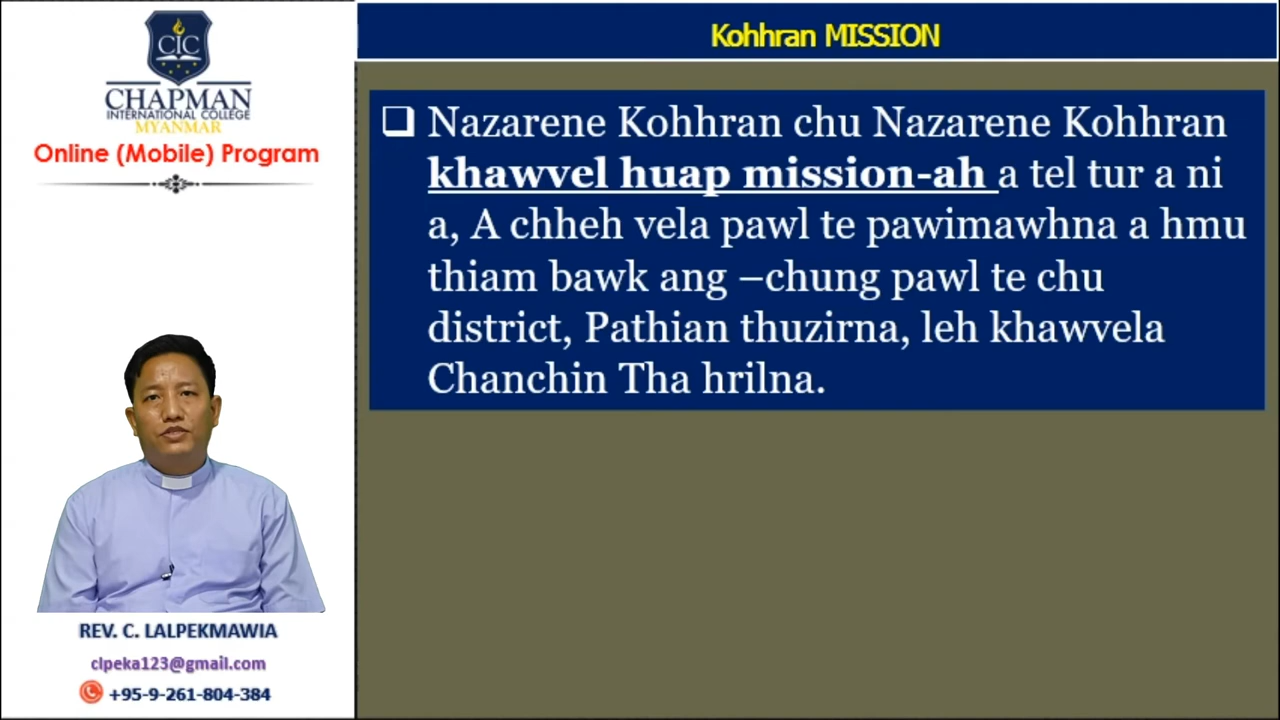 CIC
CHAPMAN
INTERNATIONAL COLLEGE
MYANMAR
Online (Mobile) Program
REV. C. LALPEKMAWIA
clpeka123@gmail.com
+95-9-261-804-384
Kohhran MISSION
Nazarene Kohhran chu Nazarene Kohhran
khawvel huap mission-ah a tel tur a ni
a, A chheh vela pawl te pawimawhna a hmu
thiam bawk ang –chung pawl te chu
district, Pathian thuzirna, leh khawvela
Chanchin Tha hrilna.